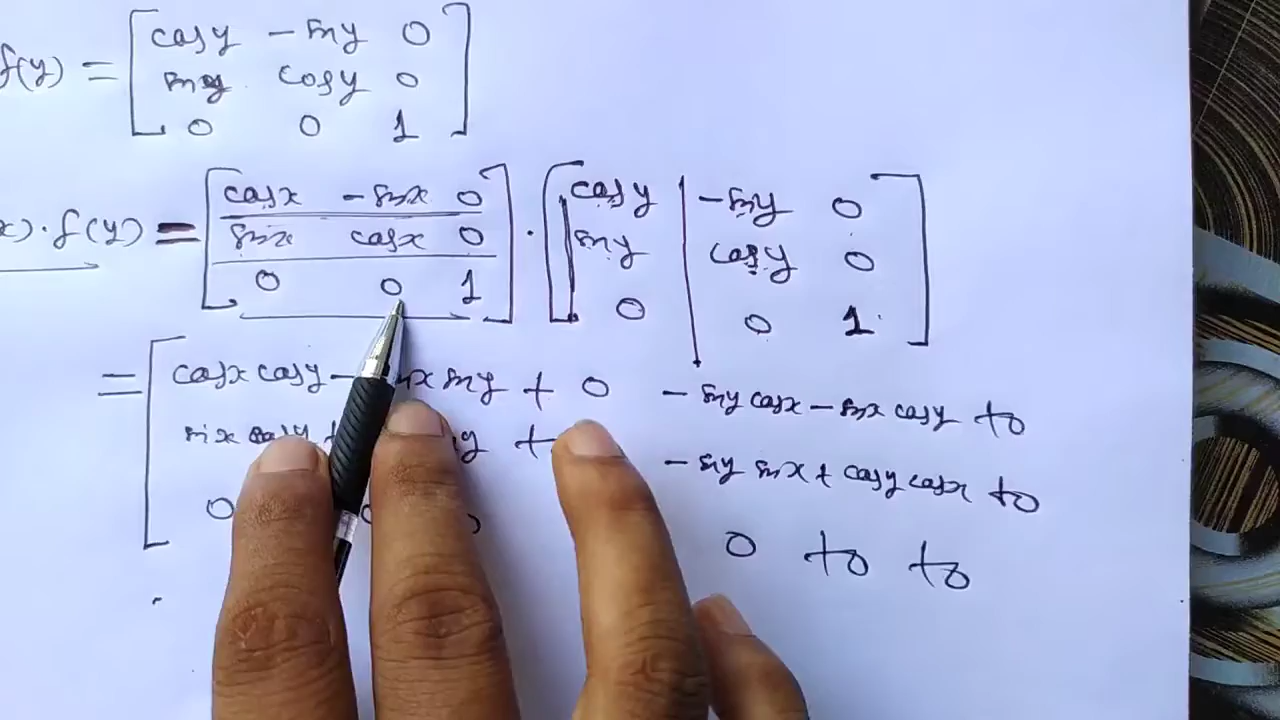 f(y) = [ cosy - siny 0
siny cosy 0
0 0 1 ]
x) . f(y) = [ cosx - sinx 0 ] . [ cosy - siny 0 ]
sinx cosx 0 siny cosy 0
0 0 1 0 0 1
= [ cosx cosy - x siny + 0 - siny cosx - sinx cosy + 0
six cosy + y + - siny sinx + cosy cosx + 0
0 0 + 0 + 0